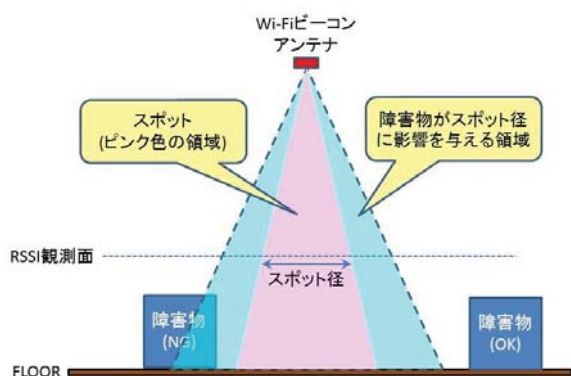 Wi-Fiビーコン
アンテナ
スポット
(ピンク色の領域)
障害物がスポット径
に影響を与える領域
RSSI観測面
スポット径
障害物
(NG)
障害物
(OK)
FLOOR